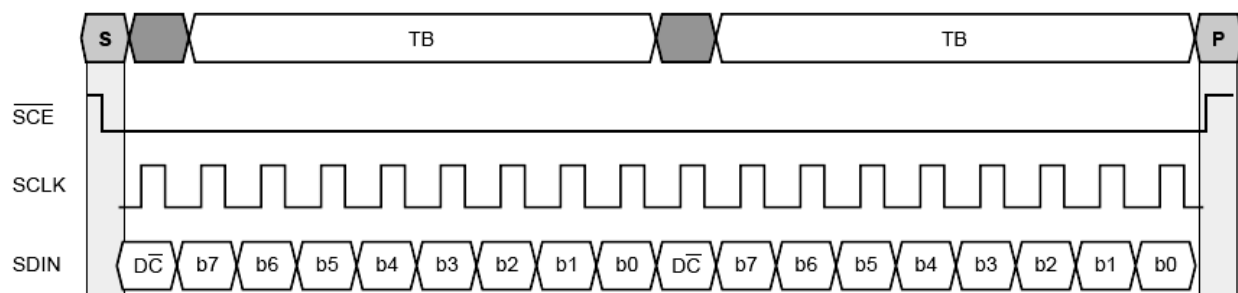 S TB TB P
S̅C̅E̅
SCLK
SDIN DC̅ b7 b6 b5 b4 b3 b2 b1 b0 DC̅ b7 b6 b5 b4 b3 b2 b1 b0